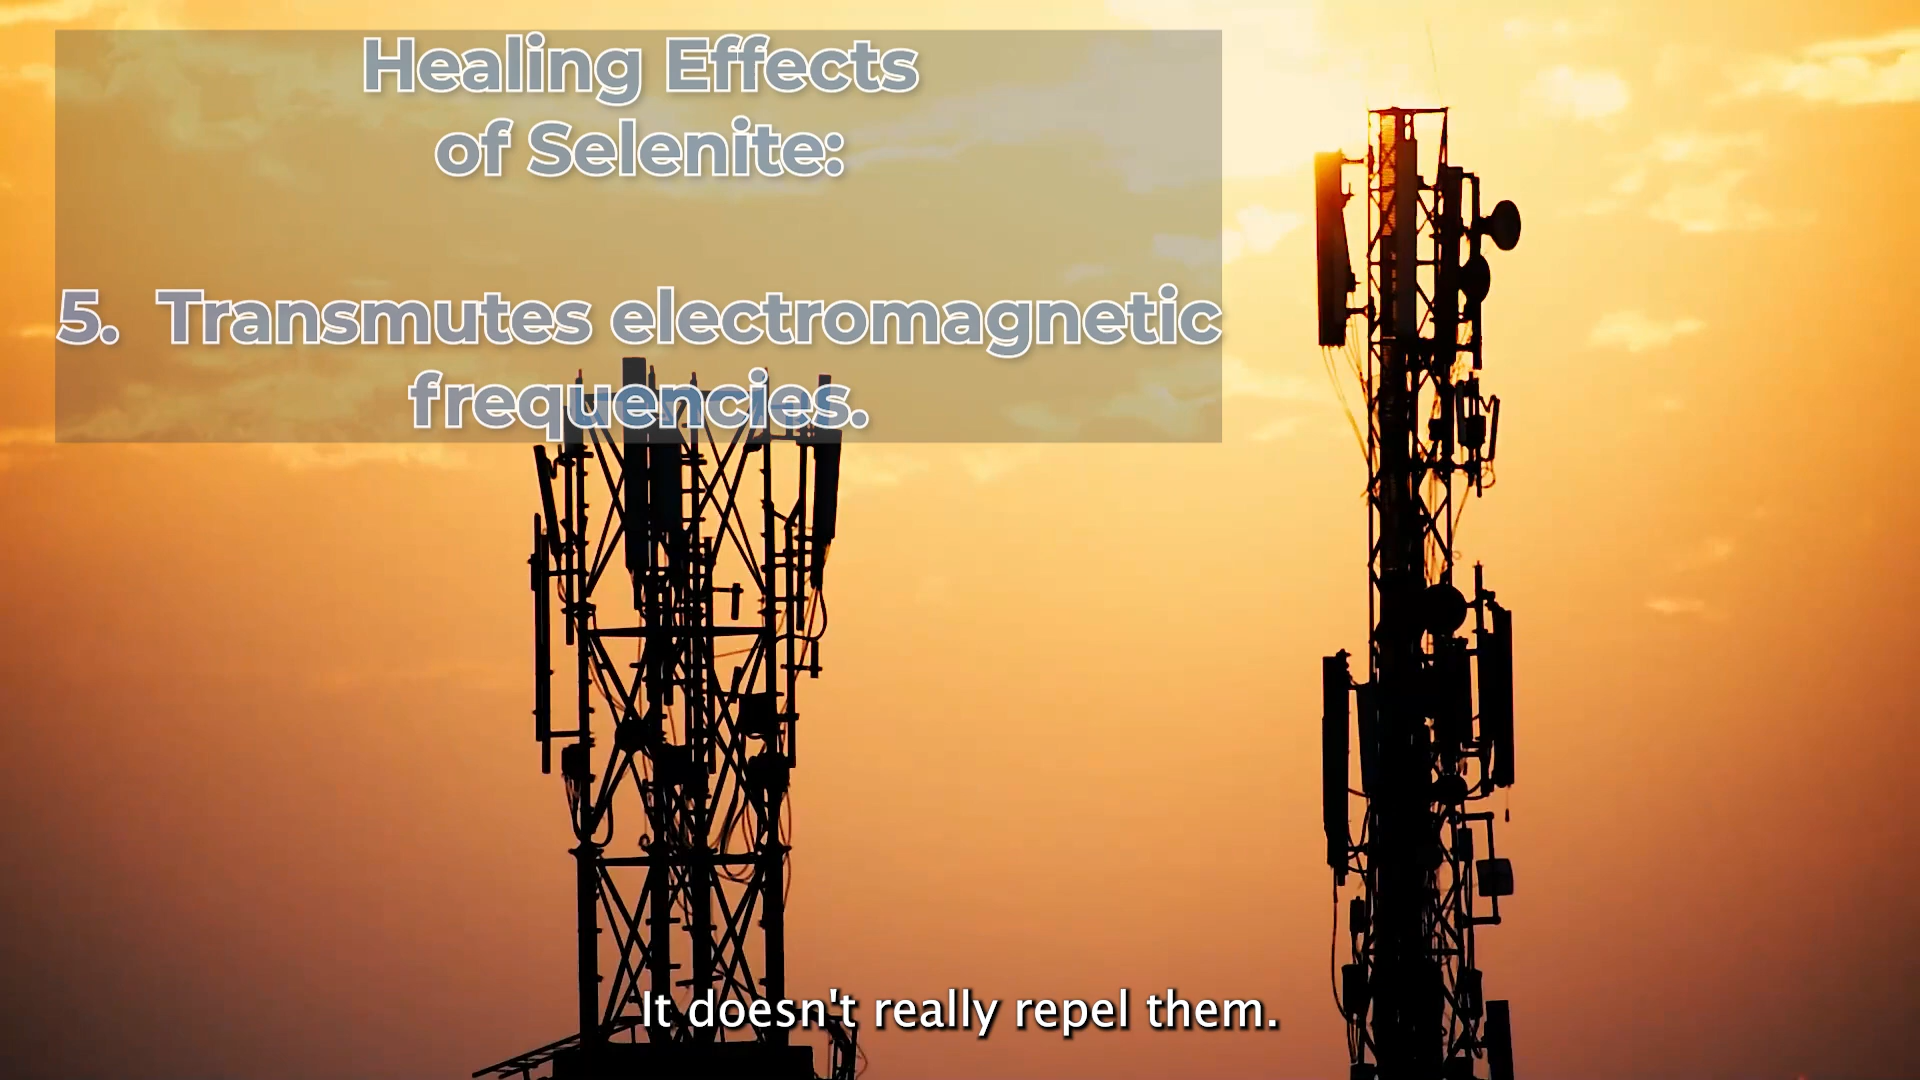 Healing Effects
of Selenite:
5. Transmutes electromagnetic
frequencies.
It doesn't really repel them.